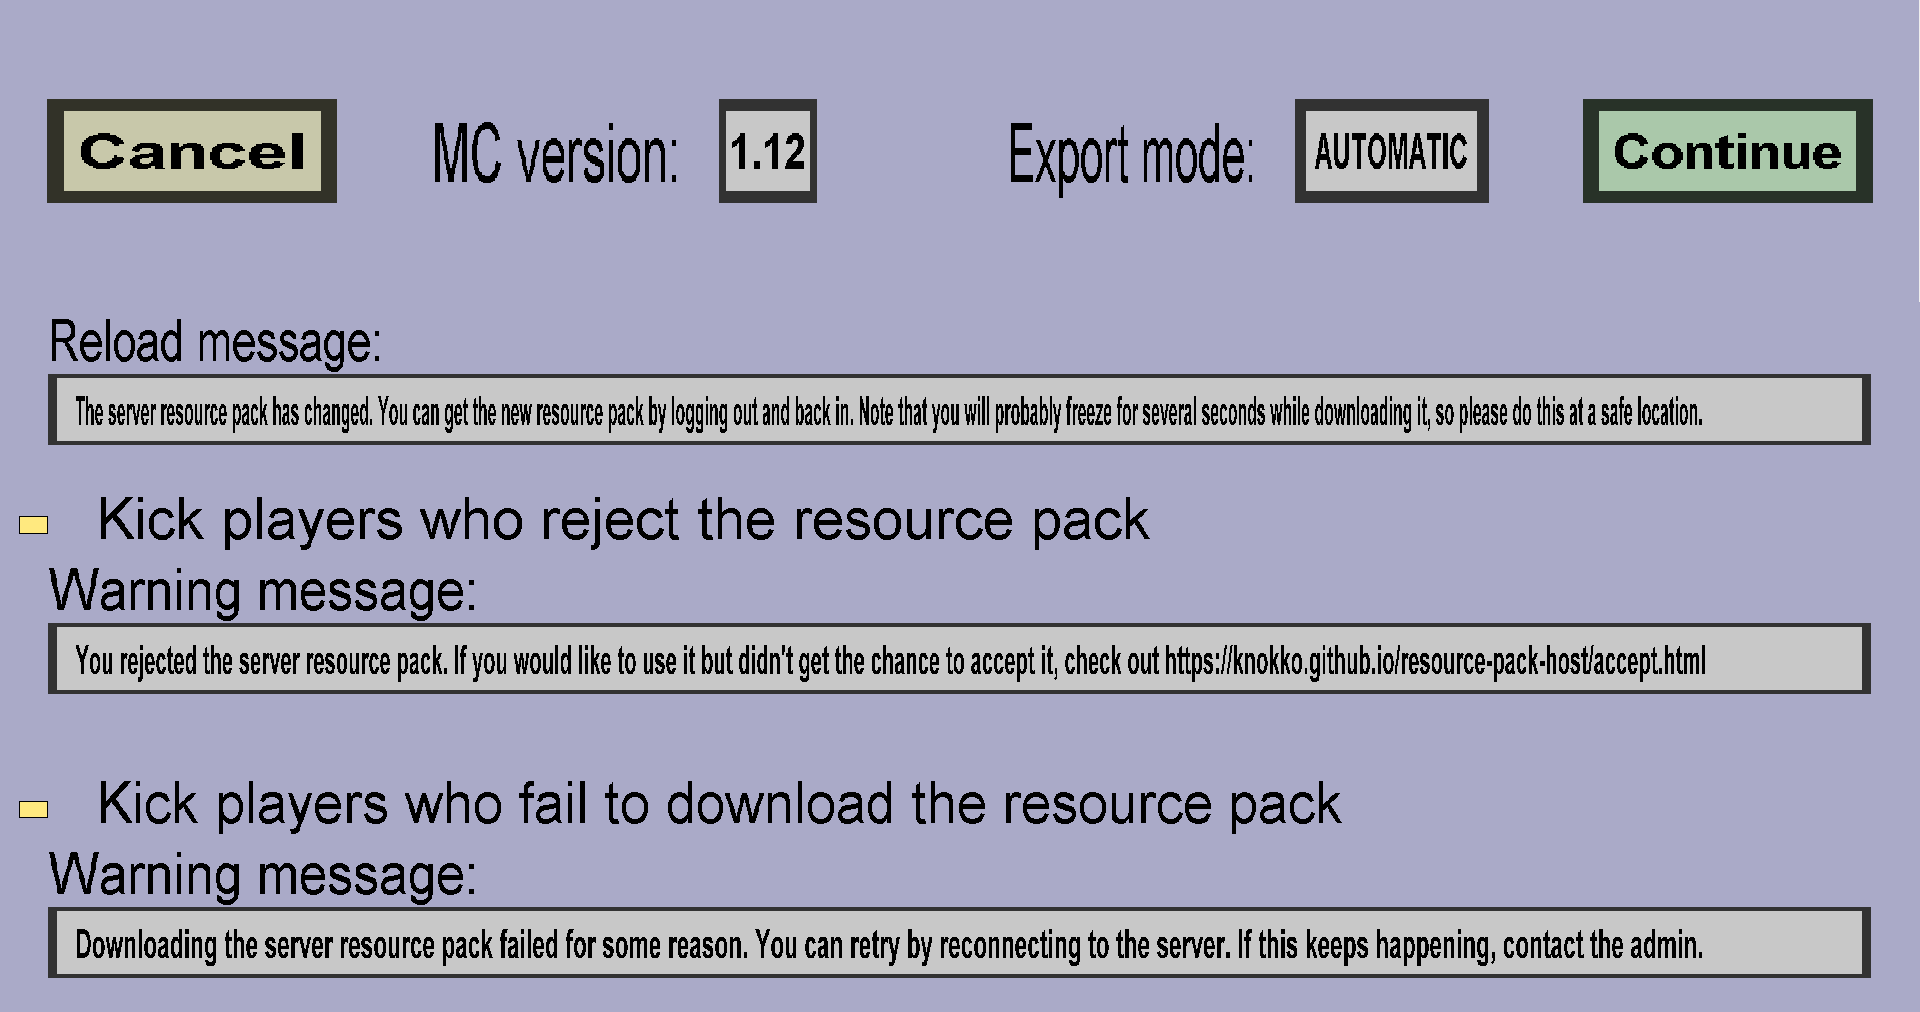 Cancel MC version: 1.12 Export mode: AUTOMATIC Continue
Reload message:
The server resource pack has changed. You can get the new resource pack by logging out and back in. Note that you will probably freeze for several seconds while downloading it, so please do this at a safe location.
Kick players who reject the resource pack
Warning message:
You rejected the server resource pack. If you would like to use it but didn't get the chance to accept it, check out https://knokko.github.io/resource-pack-host/accept.html
Kick players who fail to download the resource pack
Warning message:
Downloading the server resource pack failed for some reason. You can retry by reconnecting to the server. If this keeps happening, contact the admin.